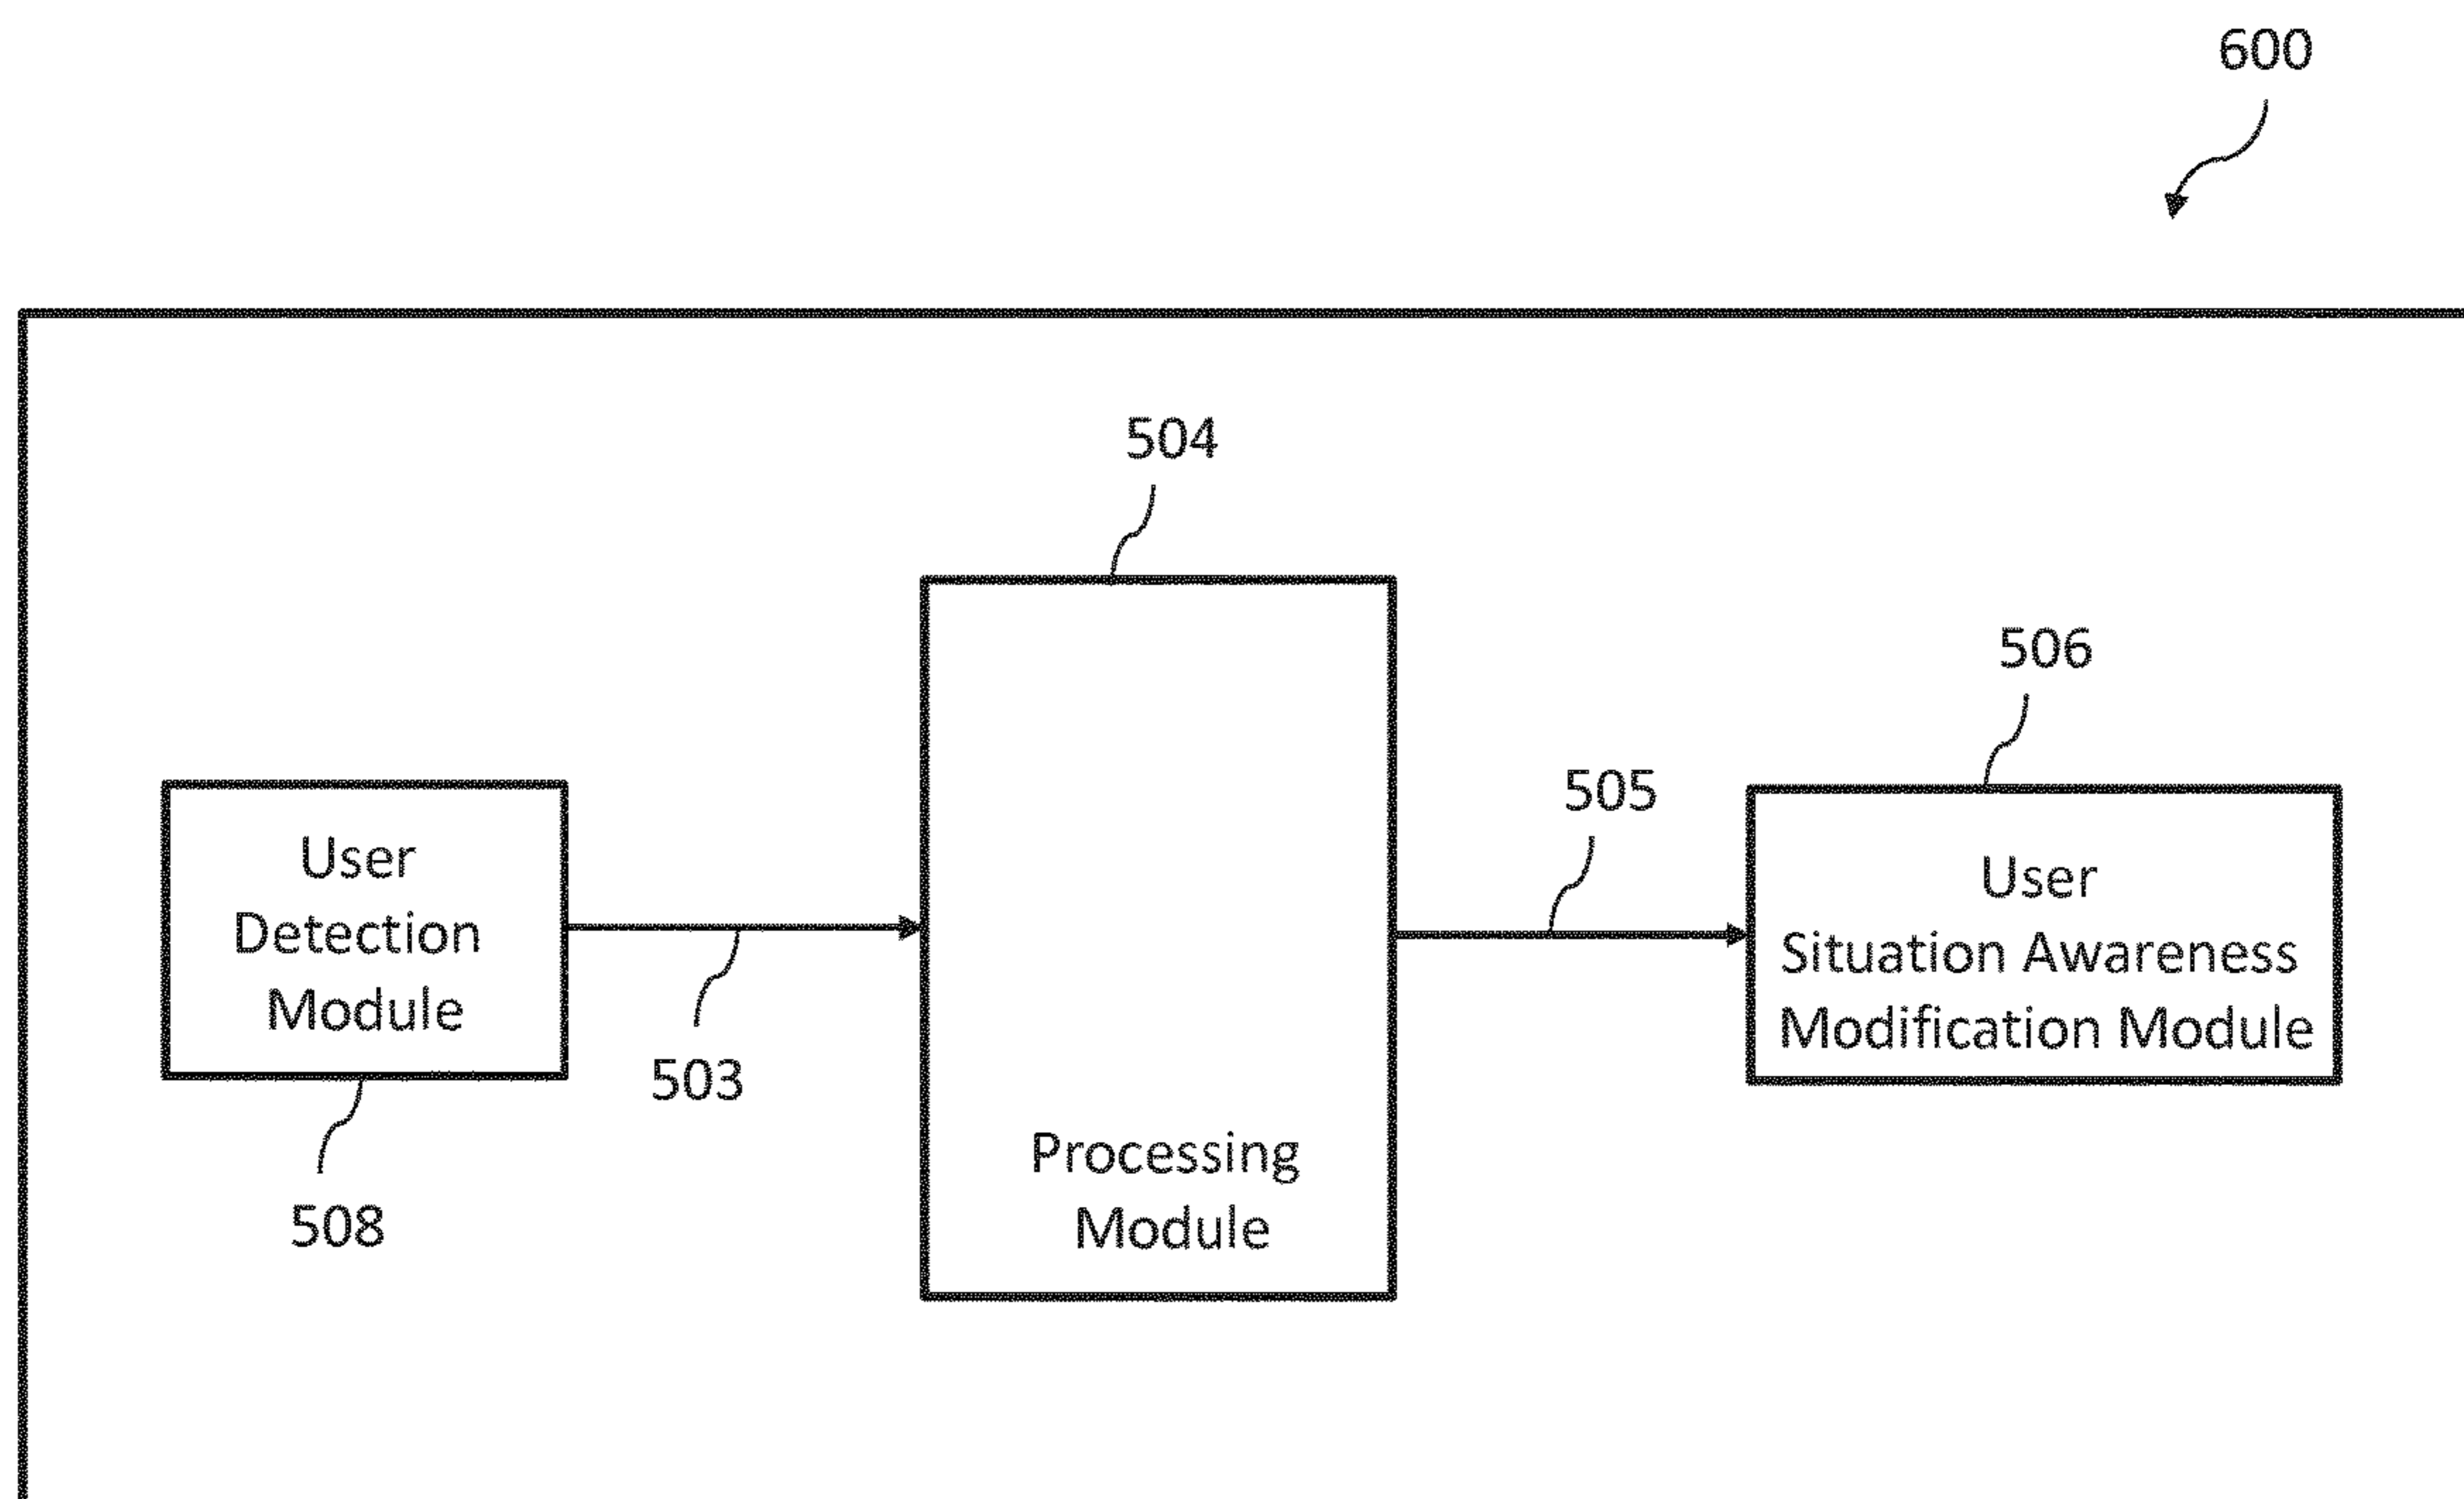 600
504
506
505
User
Detection
Module
User
Situation Awareness
Modification Module
503
Processing
Module
508